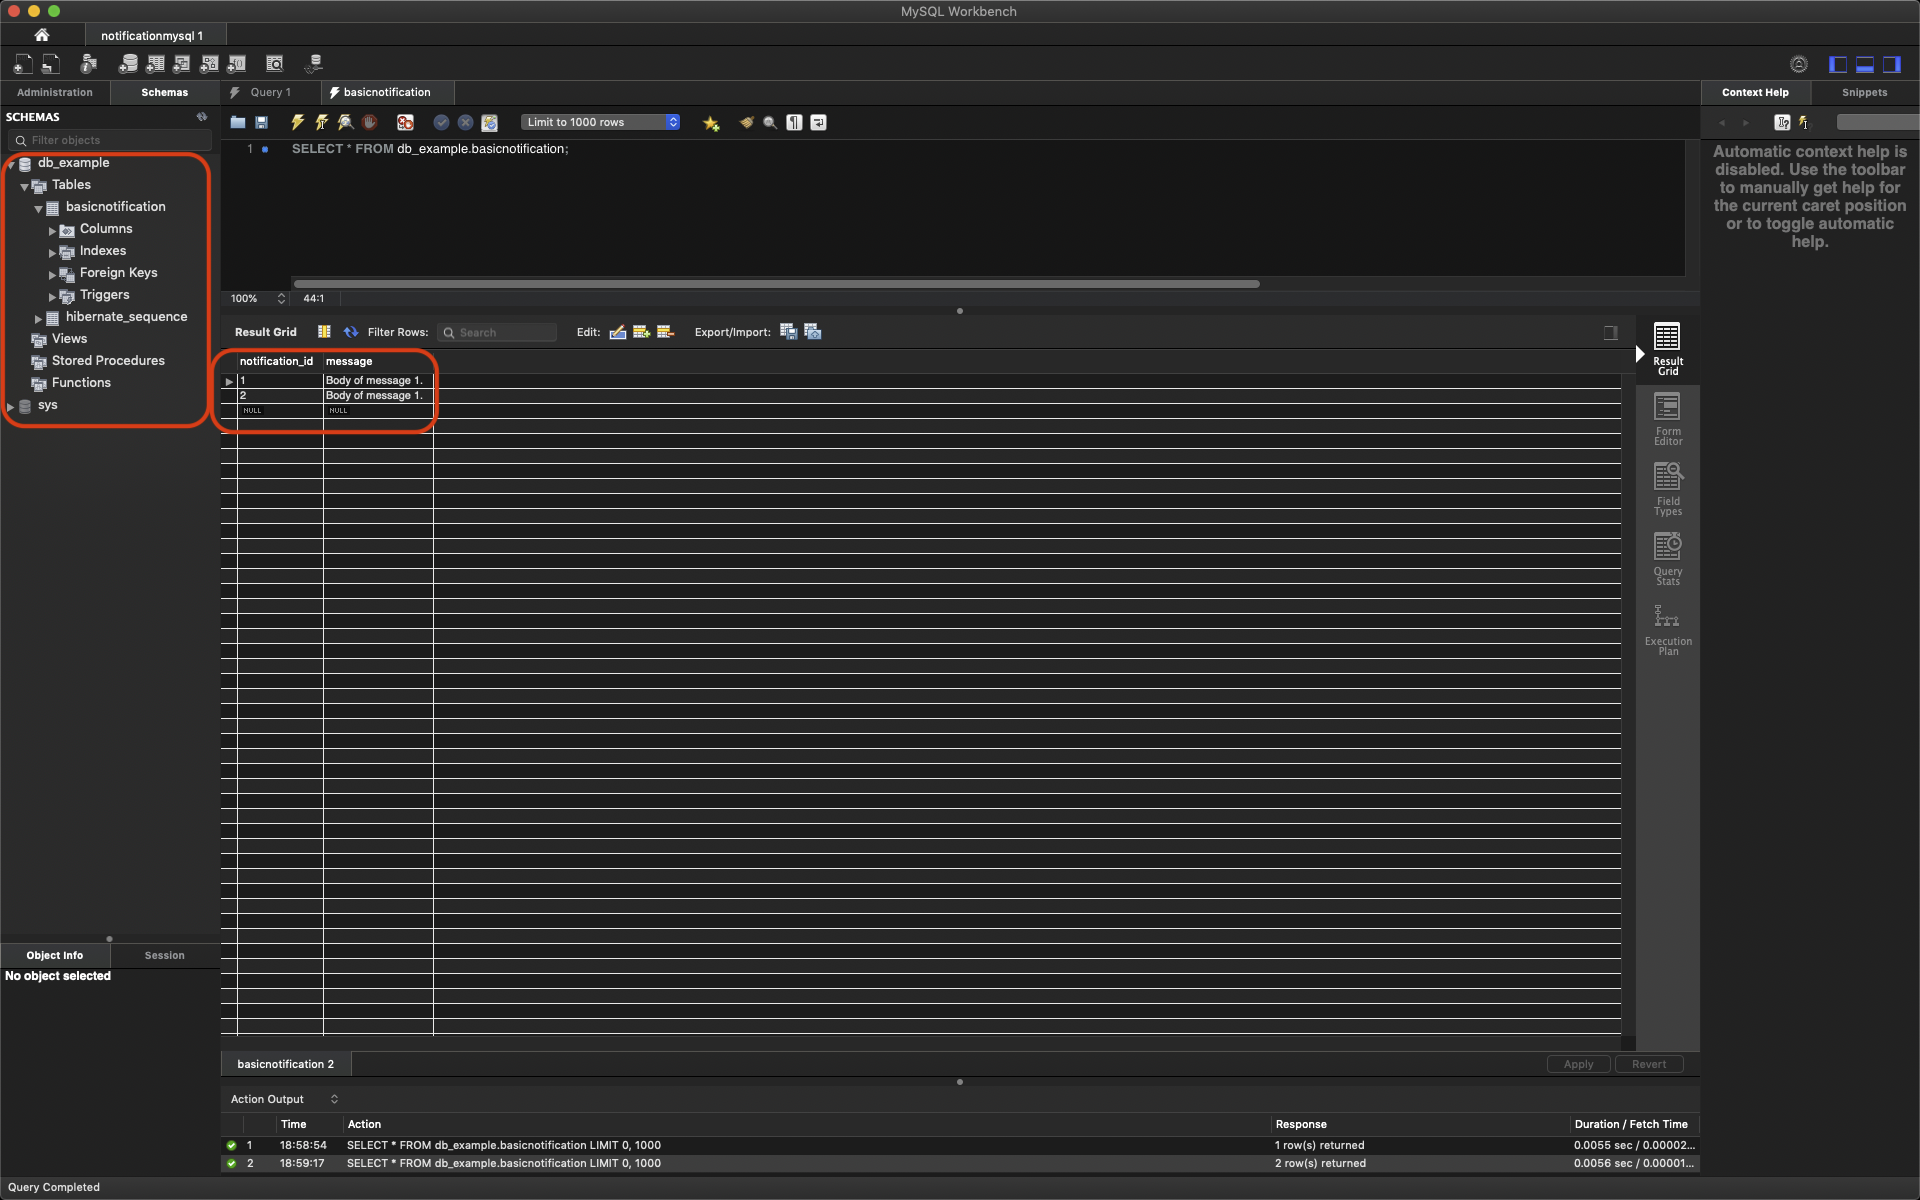 MySQL Workbench
notificationmysql 1
Administration
Schemas
Query 1
basicnotification
Context Help
Snippets
SCHEMAS
Filter objects
Limit to 1000 rows
db_example
Tables
basicnotification
Columns
Indexes
Foreign Keys
Triggers
hibernate_sequence
Views
Stored Procedures
Functions
sys
1 SELECT * FROM db_example.basicnotification;
Automatic context help is
disabled. Use the toolbar
to manually get help for
the current caret position
or to toggle automatic
help.
100% 44:1
Result Grid Filter Rows: Search Edit: Export/Import:
notification_id message
1 Body of message 1.
2 Body of message 1.
NULL NULL
Result
Grid
Form
Editor
Field
Types
Query
Stats
Execution
Plan
Object Info
Session
No object selected
basicnotification 2
Apply
Revert
Action Output
Time Action Response Duration / Fetch Time
1 18:58:54 SELECT * FROM db_example.basicnotification LIMIT 0, 1000 1 row(s) returned 0.0055 sec / 0.00002...
2 18:59:17 SELECT * FROM db_example.basicnotification LIMIT 0, 1000 2 row(s) returned 0.0056 sec / 0.00001...
Query Completed